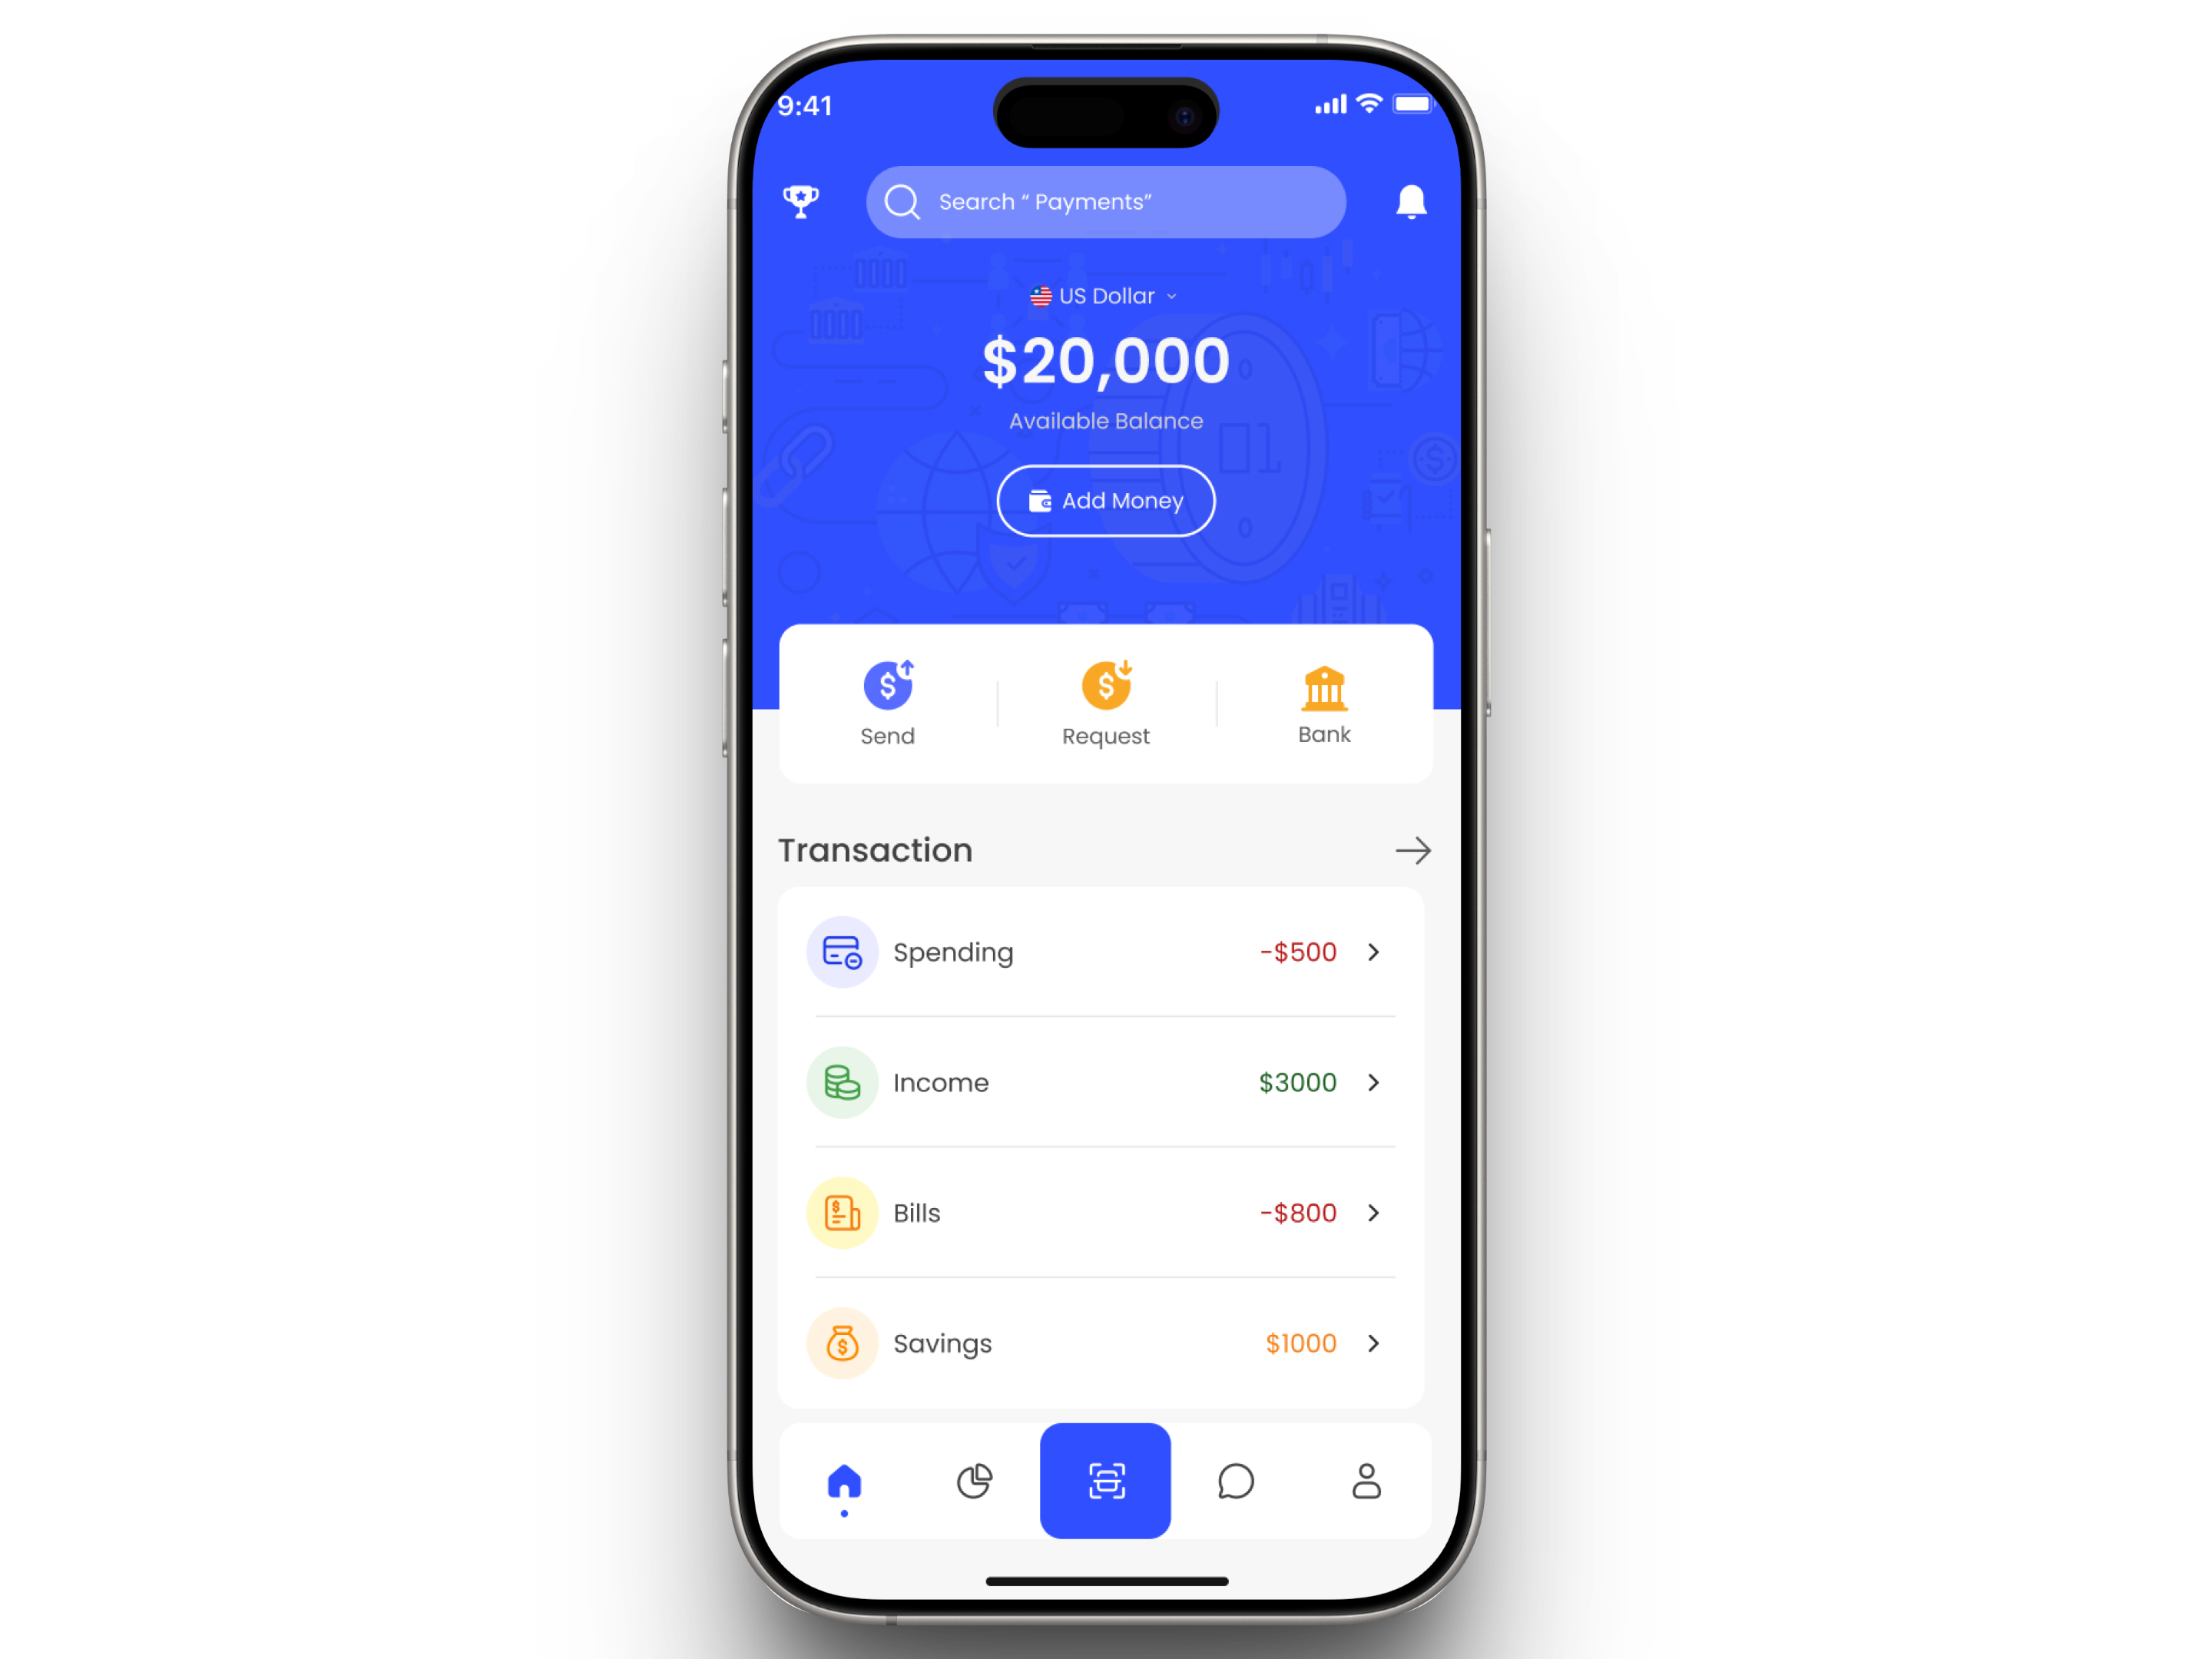 9:41
Search “ Payments”
US Dollar
$20,000
Available Balance
Add Money
Send
Request
Bank
Transaction
Spending
-$500
Income
$3000
Bills
-$800
Savings
$1000